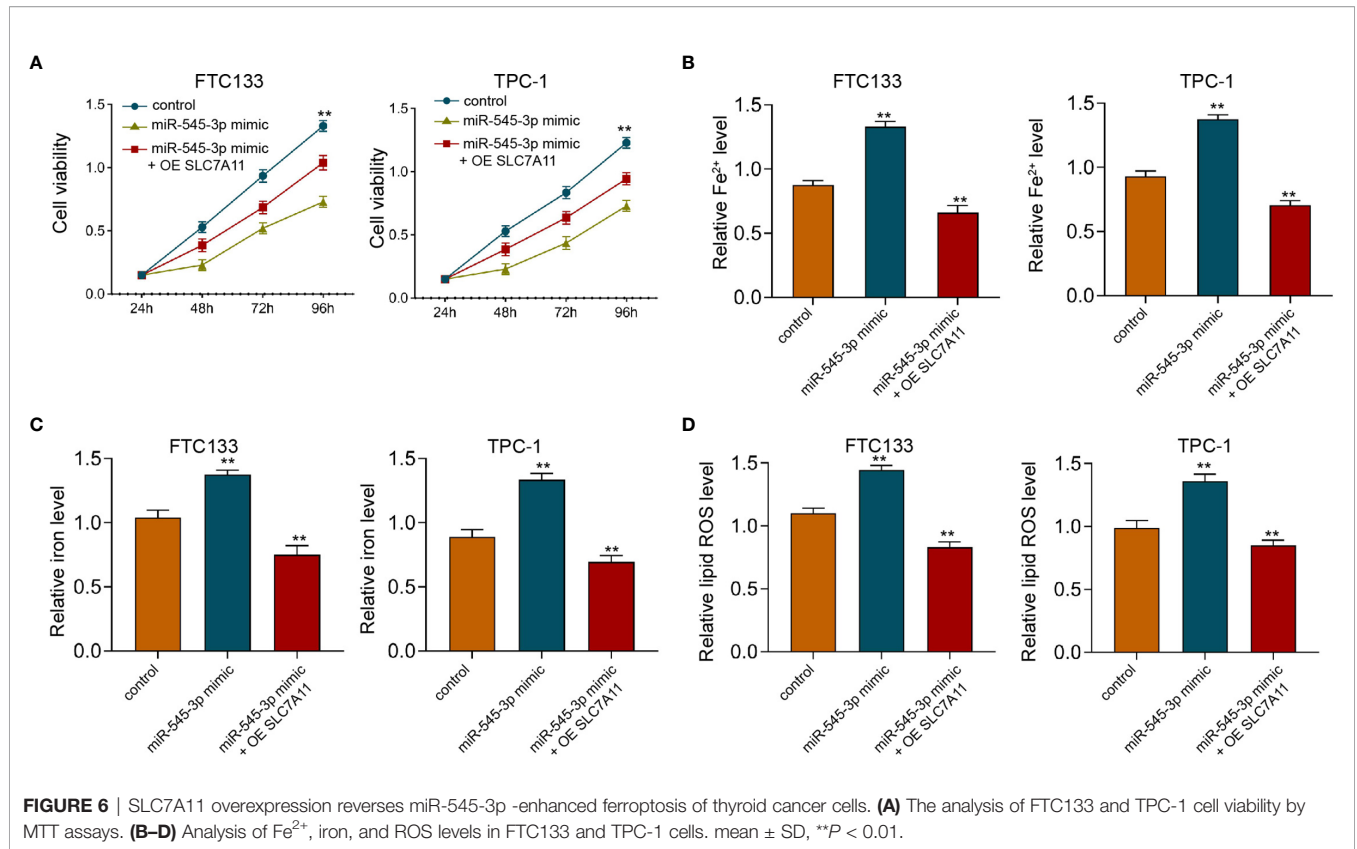 A
FTC133
1.5
1.0
0.5
0.0
Cell viability
control
miR-545-3p mimic
miR-545-3p mimic
+ OE SLC7A11
**
24h
48h
72h
96h
TPC-1
1.5
1.0
0.5
0.0
Cell viability
control
miR-545-3p mimic
miR-545-3p mimic
+ OE SLC7A11
**
24h
48h
72h
96h
B
FTC133
1.5
1.0
0.5
0.0
Relative Fe²⁺ level
**
**
control
miR-545-3p mimic
miR-545-3p mimic
+ OE SLC7A11
TPC-1
1.5
1.0
0.5
0.0
Relative Fe²⁺ level
**
**
control
miR-545-3p mimic
miR-545-3p mimic
+ OE SLC7A11
C
FTC133
1.5
1.0
0.5
0.0
Relative iron level
**
**
control
miR-545-3p mimic
miR-545-3p mimic
+ OE SLC7A11
TPC-1
1.5
1.0
0.5
0.0
Relative iron level
**
**
control
miR-545-3p mimic
miR-545-3p mimic
+ OE SLC7A11
D
FTC133
1.5
1.0
0.5
0.0
Relative lipid ROS level
**
**
control
miR-545-3p mimic
miR-545-3p mimic
+ OE SLC7A11
TPC-1
1.5
1.0
0.5
0.0
Relative lipid ROS level
**
**
control
miR-545-3p mimic
miR-545-3p mimic
+ OE SLC7A11
FIGURE 6 | SLC7A11 overexpression reverses miR-545-3p -enhanced ferroptosis of thyroid cancer cells. (A) The analysis of FTC133 and TPC-1 cell viability by
MTT assays. (B–D) Analysis of Fe²⁺, iron, and ROS levels in FTC133 and TPC-1 cells. mean ± SD, **P < 0.01.